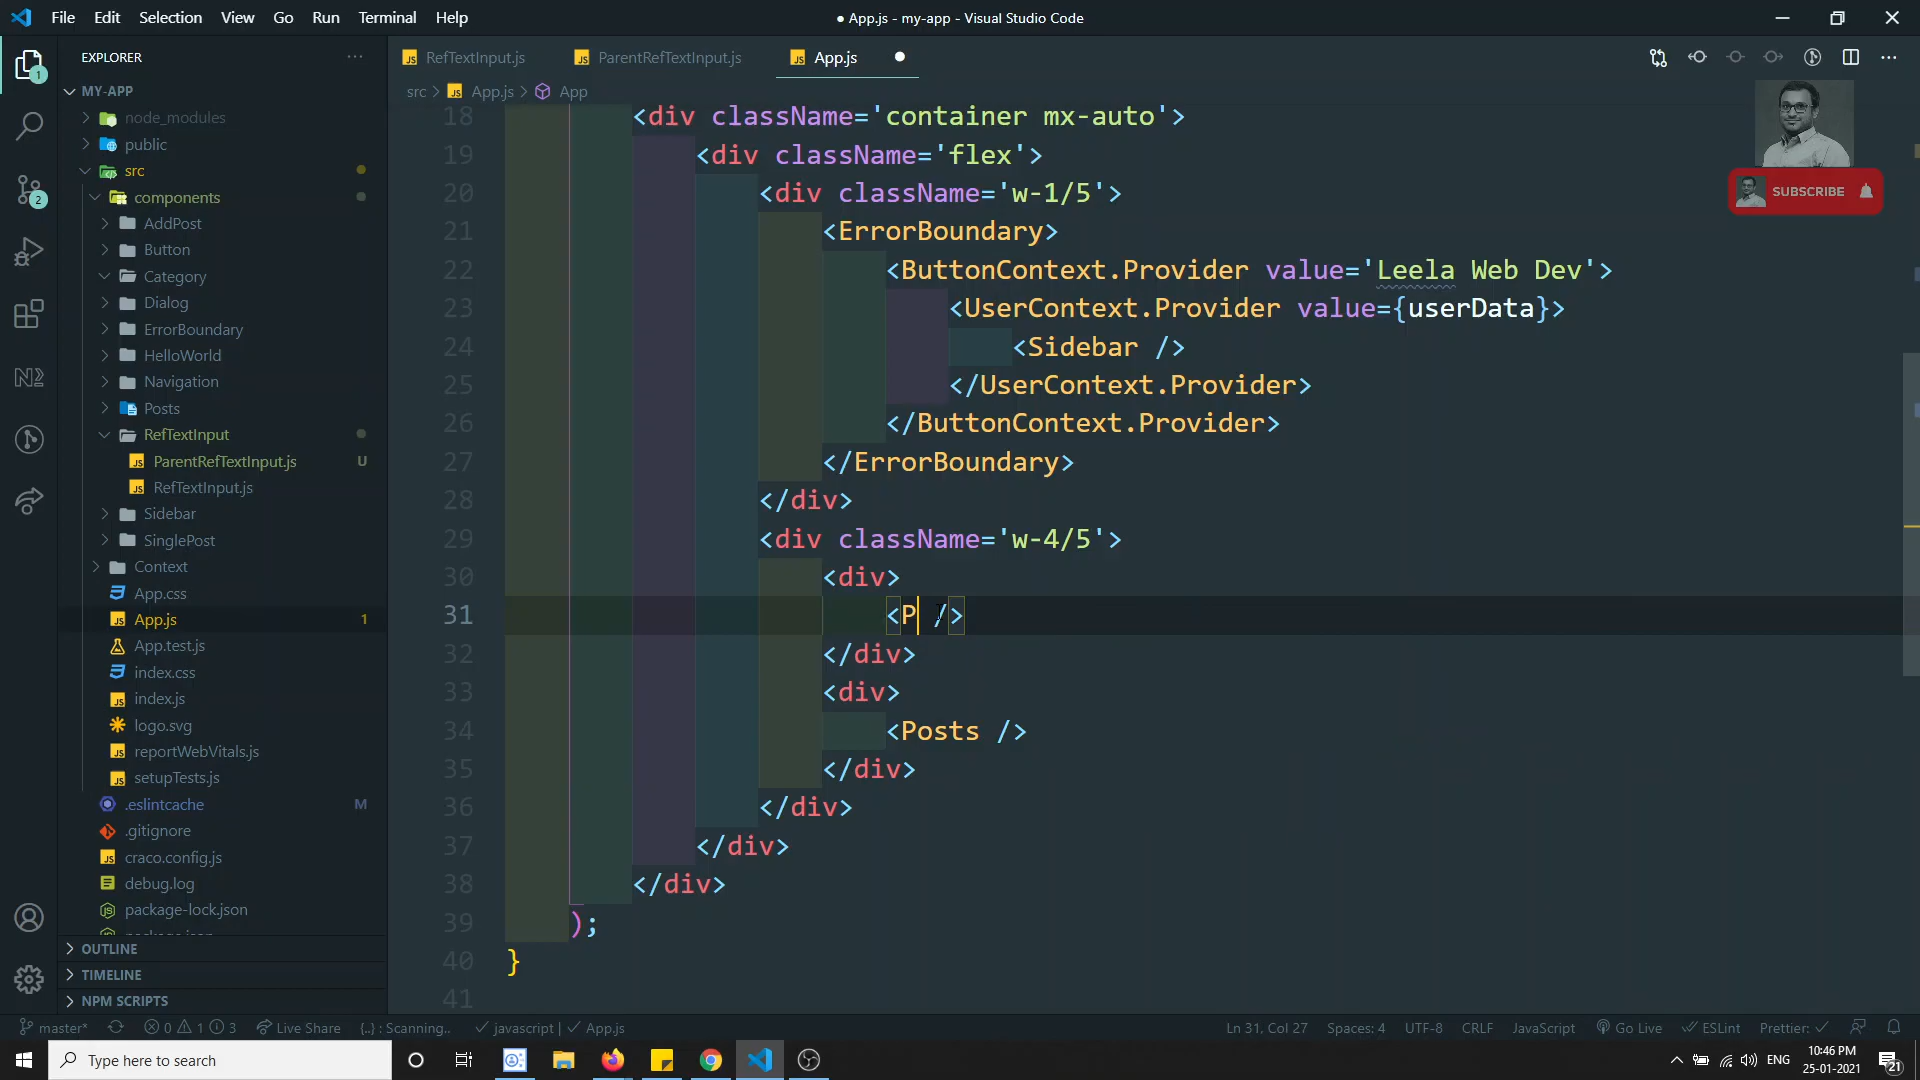 File Edit Selection View Go Run Terminal Help
● App.js - my-app - Visual Studio Code
EXPLORER
RefTextInput.js
ParentRefTextInput.js
App.js
src > App.js > App
MY-APP
node_modules
public
src
components
AddPost
Button
Category
Dialog
ErrorBoundary
HelloWorld
Navigation
Posts
RefTextInput
ParentRefTextInput.js U
RefTextInput.js
Sidebar
SinglePost
Context
App.css
App.js 1
App.test.js
index.css
index.js
logo.svg
reportWebVitals.js
setupTests.js
.eslintcache M
.gitignore
craco.config.js
debug.log
package-lock.json
OUTLINE
TIMELINE
NPM SCRIPTS
1
2
18 <div className='container mx-auto'>
19 <div className='flex'>
20 <div className='w-1/5'>
21 <ErrorBoundary>
22 <ButtonContext.Provider value='Leela Web Dev'>
23 <UserContext.Provider value={userData}>
24 <Sidebar />
25 </UserContext.Provider>
26 </ButtonContext.Provider>
27 </ErrorBoundary>
28 </div>
29 <div className='w-4/5'>
30 <div>
31 <P />
32 </div>
33 <div>
34 <Posts />
35 </div>
36 </div>
37 </div>
38 </div>
39 );
40 }
41
SUBSCRIBE
master* 0 1 3 Live Share {..} : Scanning.. javascript | App.js
Ln 31, Col 27 Spaces: 4 UTF-8 CRLF JavaScript Go Live ESLint Prettier:
Type here to search
ENG
10:46 PM
25-01-2021
21